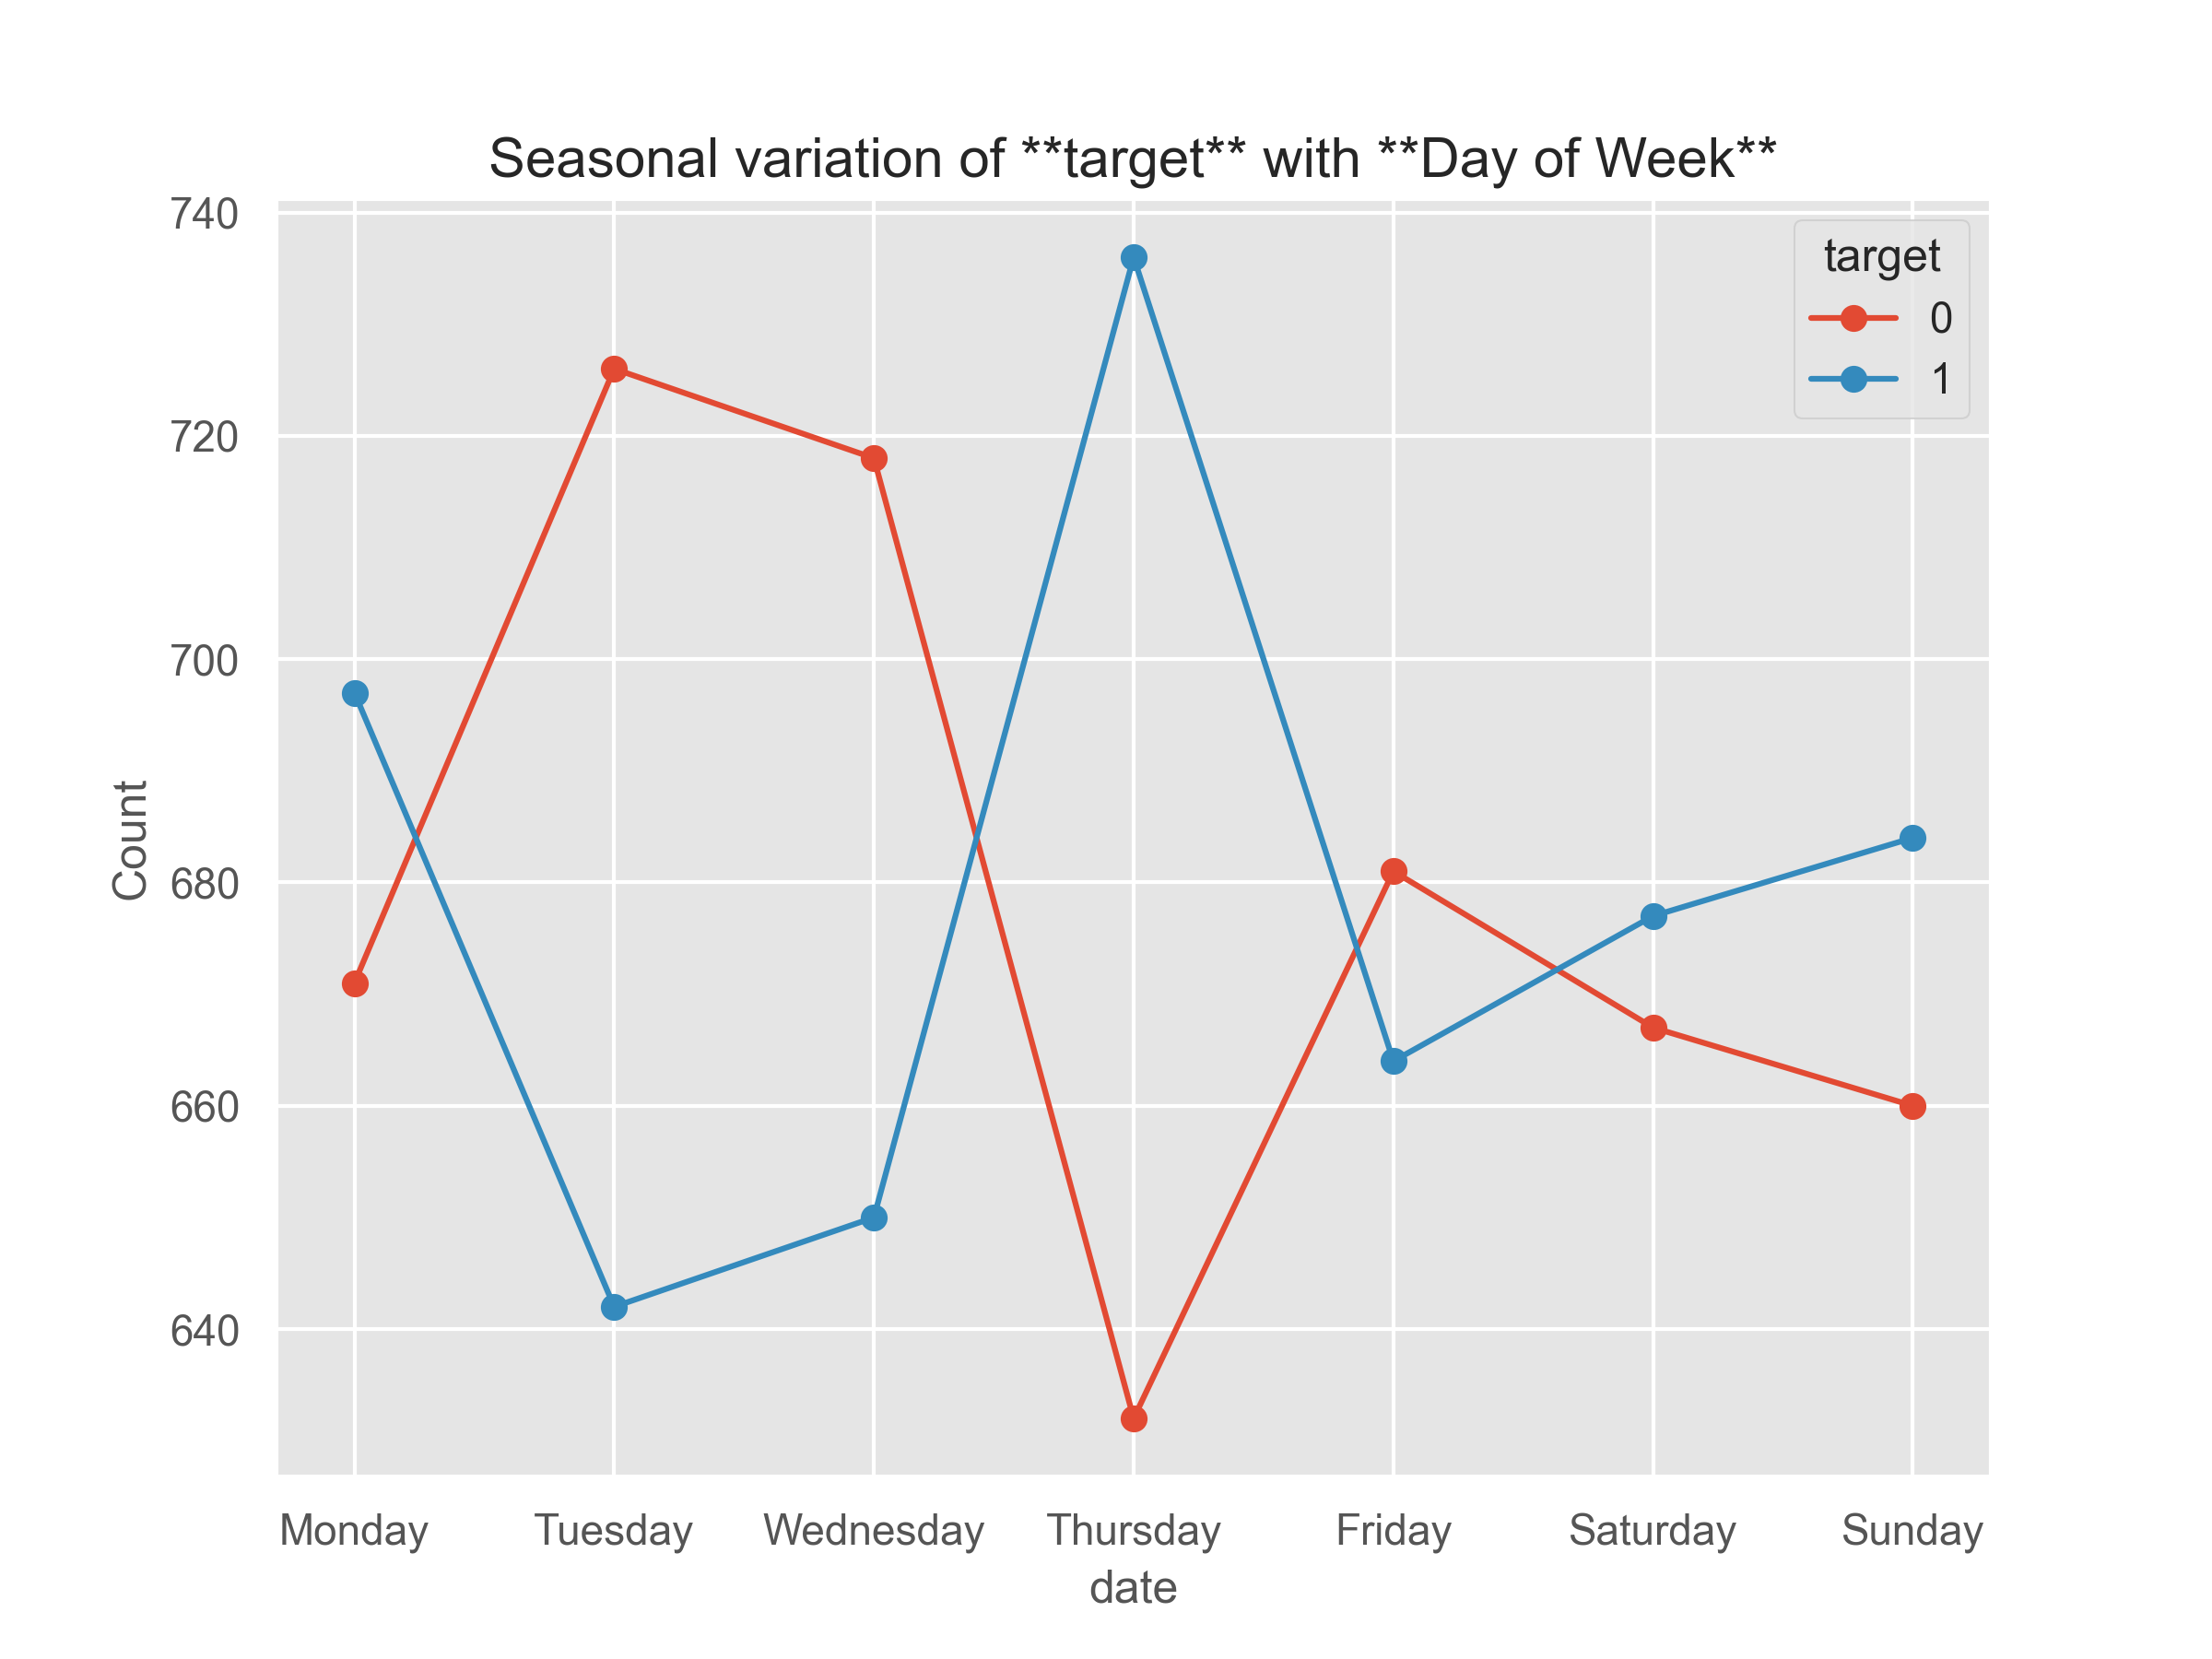 Seasonal variation of **target** with **Day of Week**
740
720
700
680
660
640
Count
target
0
1
Monday Tuesday Wednesday Thursday Friday Saturday Sunday
date